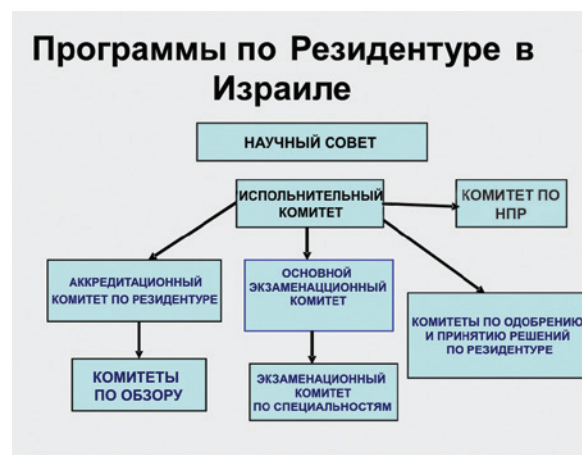 Программы по Резидентуре в
Израиле
НАУЧНЫЙ СОВЕТ
ИСПОЛЬНИТЕЛЬНЫЙ
КОМИТЕТ
КОМИТЕТ ПО
НПР
АККРЕДИТАЦИОННЫЙ
КОМИТЕТ ПО РЕЗИДЕНТУРЕ
ОСНОВНОЙ
ЭКЗАМЕНАЦЦИОННЫЙ
КОМИТЕТ
КОМИТЕТЫ ПО ОДОБРЕНИЮ
И ПРИНЯТИЮ РЕШЕНИЙ
ПО РЕЗИДЕНТУРЕ
КОМИТЕТЫ
ПО ОБЗОРУ
ЭКЗАМЕНАЦИОННЫЙ
КОМИТЕТ
ПО СПЕЦИАЛЬНОСТЯМ